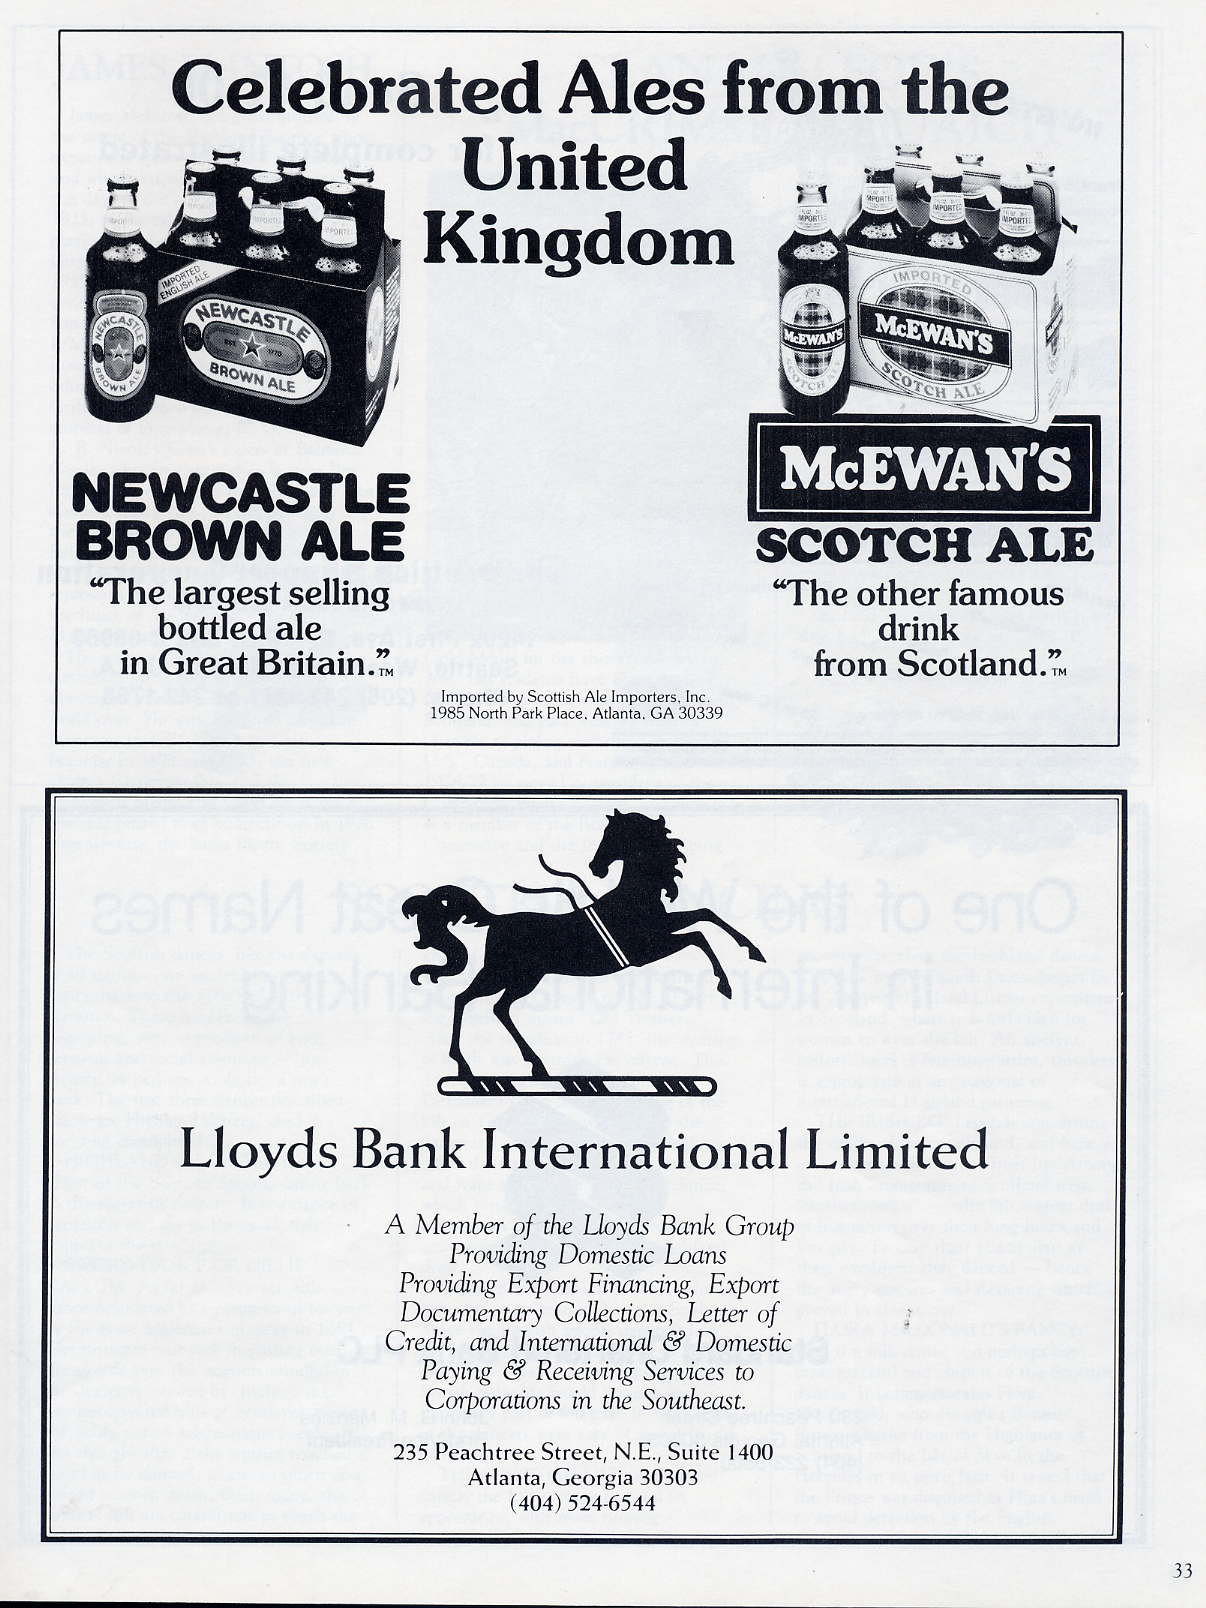 Celebrated Ales from the
United
Kingdom
IMPORTED
ENGLISH ALE
NEWCASTLE
EST. 1770
BROWN ALE
NEWCASTLE
BROWN ALE
IMPORTED
McEWAN'S
SCOTCH ALE
McEWAN'S
SCOTCH ALE
NEWCASTLE
BROWN ALE
"The largest selling
bottled ale
in Great Britain."™
McEWAN'S
SCOTCH ALE
"The other famous
drink
from Scotland."™
Imported by Scottish Ale Importers, Inc.
1985 North Park Place, Atlanta, GA 30339
Lloyds Bank International Limited
A Member of the Lloyds Bank Group
Providing Domestic Loans
Providing Export Financing, Export
Documentary Collections, Letter of
Credit, and International & Domestic
Paying & Receiving Services to
Corporations in the Southeast.
235 Peachtree Street, N.E., Suite 1400
Atlanta, Georgia 30303
(404) 524-6544
33